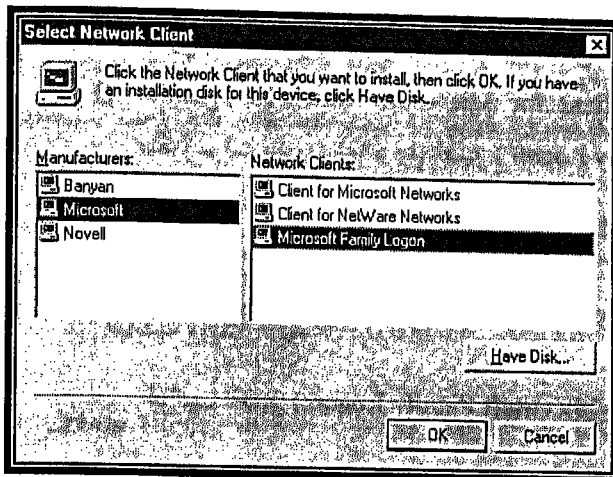 Select Network Client
Click the Network Client that you want to install, then click OK. If you have
an installation disk for this device, click Have Disk.
Manufacturers:
Banyan
Microsoft
Novell
Network Clients:
Client for Microsoft Networks
Client for NetWare Networks
Microsoft Family Logon
Have Disk...
OK
Cancel